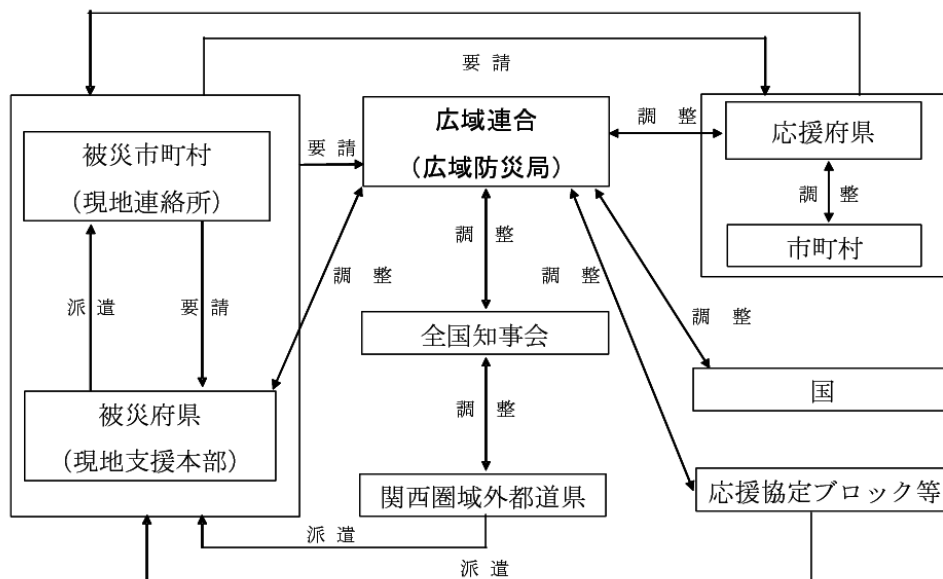 要請
広域連合
(広域防災局)
調整
応援府県
調整
市町村
被災市町村
(現地連絡所)
要請
派遣
要請
調整
調整
調整
調整
全国知事会
国
被災府県
(現地支援本部)
調整
関西圏域外都道県
応援協定ブロック等
派遣
派遣